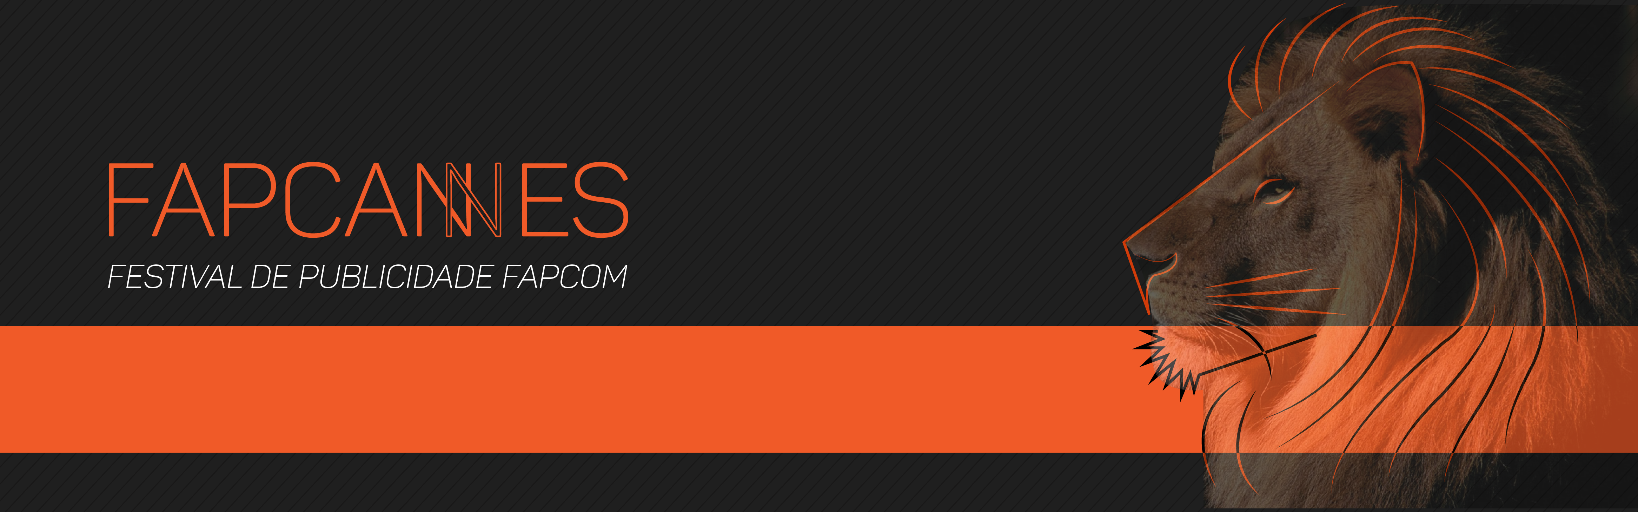 FAPCANNES
FESTIVAL DE PUBLICIDADE FAPCOM